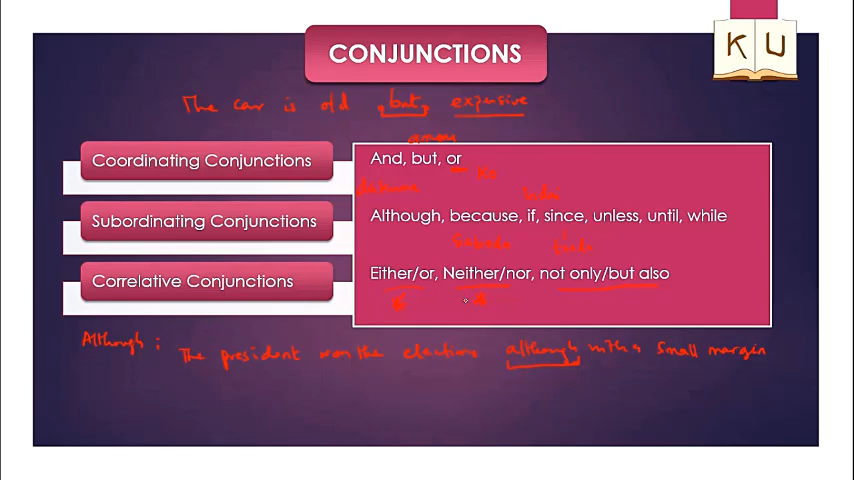 CONJUNCTIONS
K U
The car is old but expensive
Coordinating Conjunctions
And, but, or
Subordinating Conjunctions
Although, because, if, since, unless, until, while
Correlative Conjunctions
Either/or, Neither/nor, not only/but also
Although : The president won the elections although with a small margin